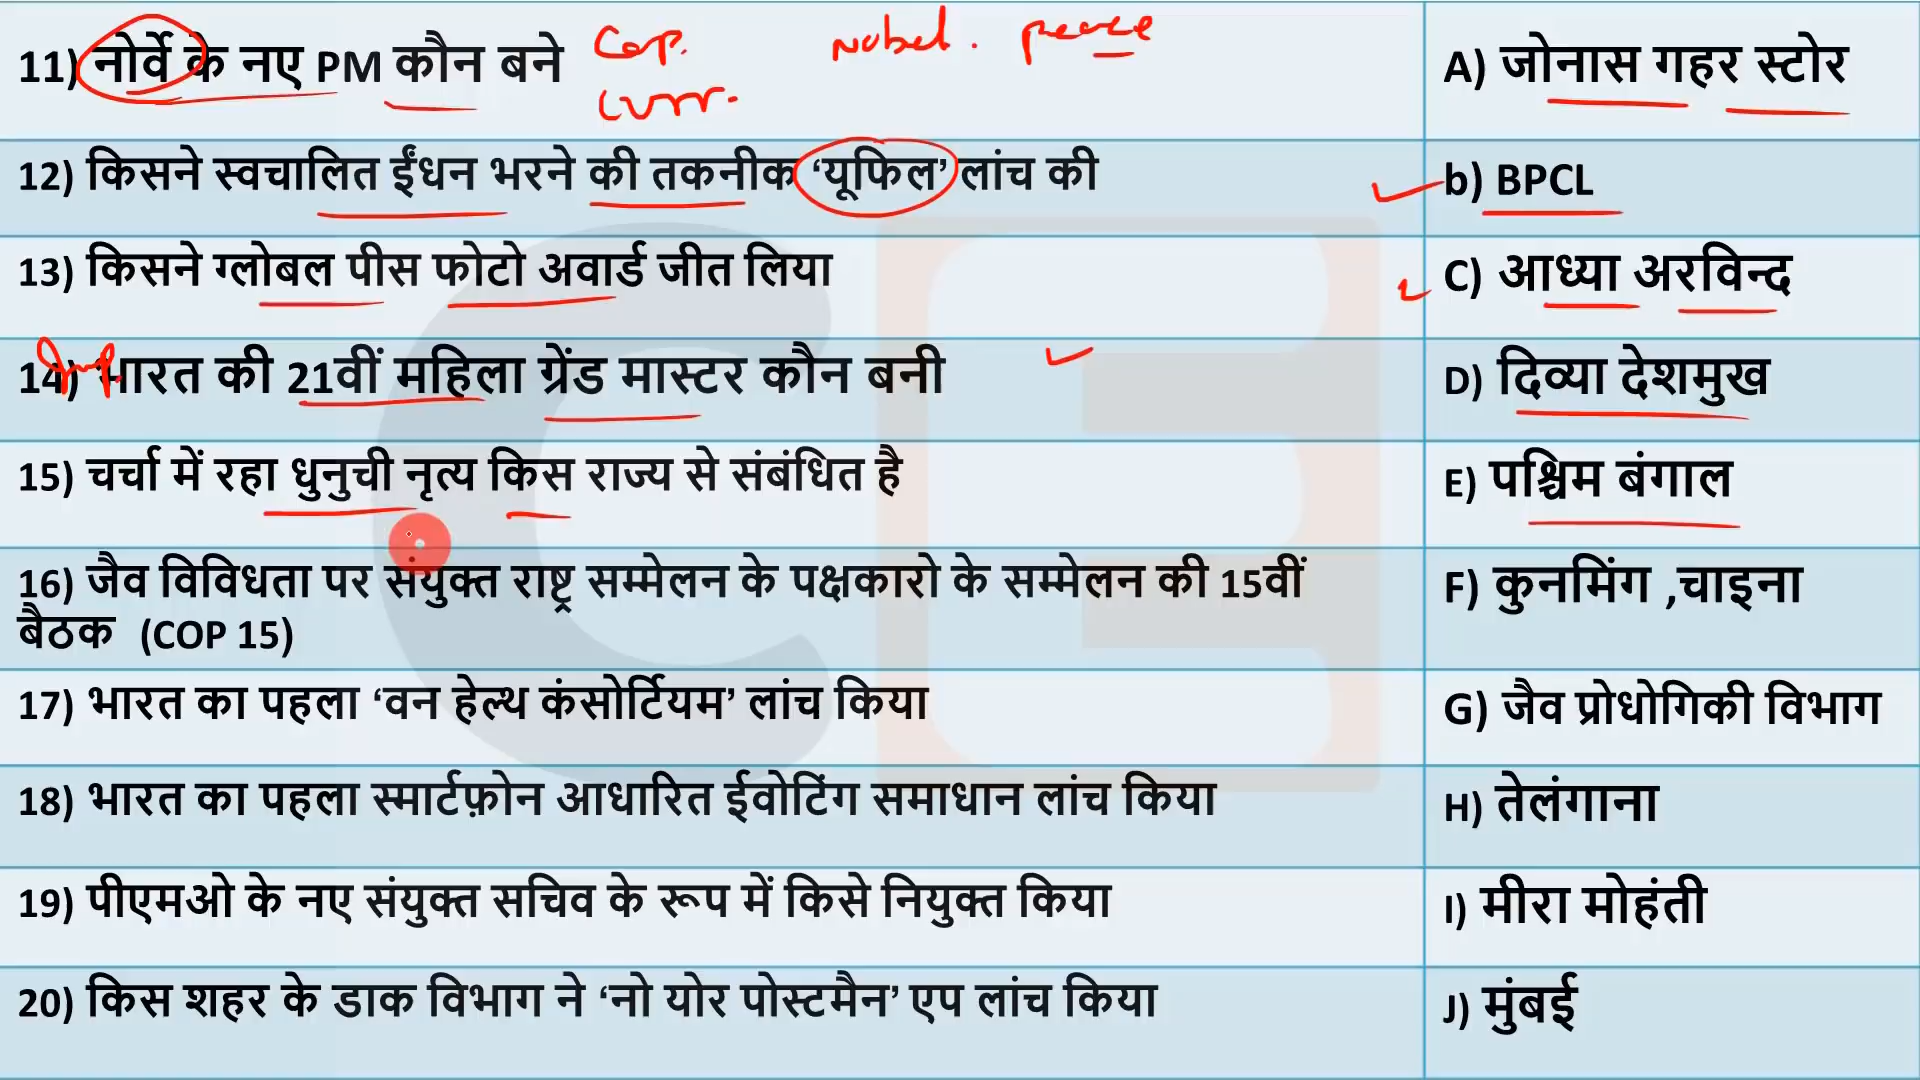 11) नोर्वे के नए PM कौन बने Cap. Nobel. peace A) जोनास गहर स्टोर
Curr.
12) किसने स्वचालित ईंधन भरने की तकनीक ‘यूफिल’ लांच की b) BPCL
13) किसने ग्लोबल पीस फोटो अवार्ड जीत लिया C) आध्या अरविन्द
14) भारत की 21वीं महिला ग्रेंड मास्टर कौन बनी D) दिव्या देशमुख
15) चर्चा में रहा धुनुची नृत्य किस राज्य से संबंधित है E) पश्चिम बंगाल
16) जैव विविधता पर संयुक्त राष्ट्र सम्मेलन के पक्षकारो के सम्मेलन की 15वीं F) कुनमिंग ,चाइना
बैठक (COP 15)
17) भारत का पहला ‘वन हेल्थ कंसोर्टियम’ लांच किया G) जैव प्रोधोगिकी विभाग
18) भारत का पहला स्मार्टफ़ोन आधारित ईवोटिंग समाधान लांच किया H) तेलंगाना
19) पीएमओ के नए संयुक्त सचिव के रूप में किसे नियुक्त किया I) मीरा मोहंती
20) किस शहर के डाक विभाग ने ‘नो योर पोस्टमैन’ एप लांच किया J) मुंबई